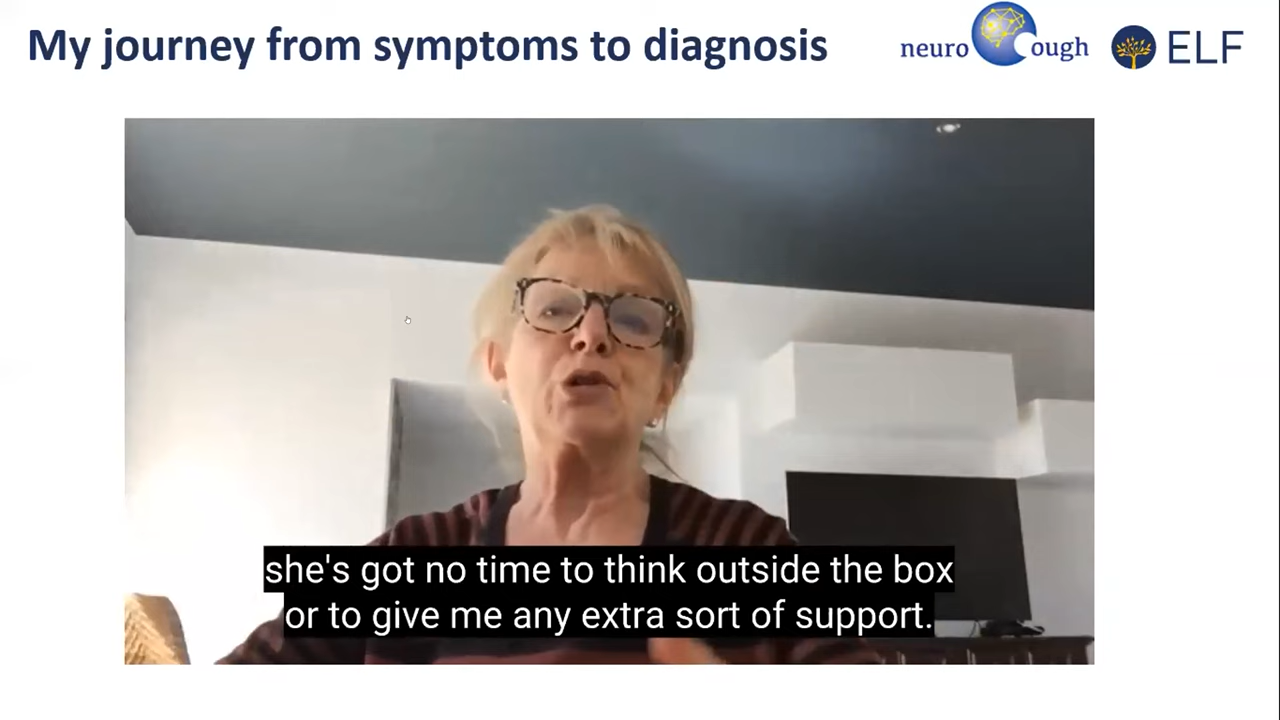 My journey from symptoms to diagnosis
neuro Cough
ELF
she's got no time to think outside the box
or to give me any extra sort of support.